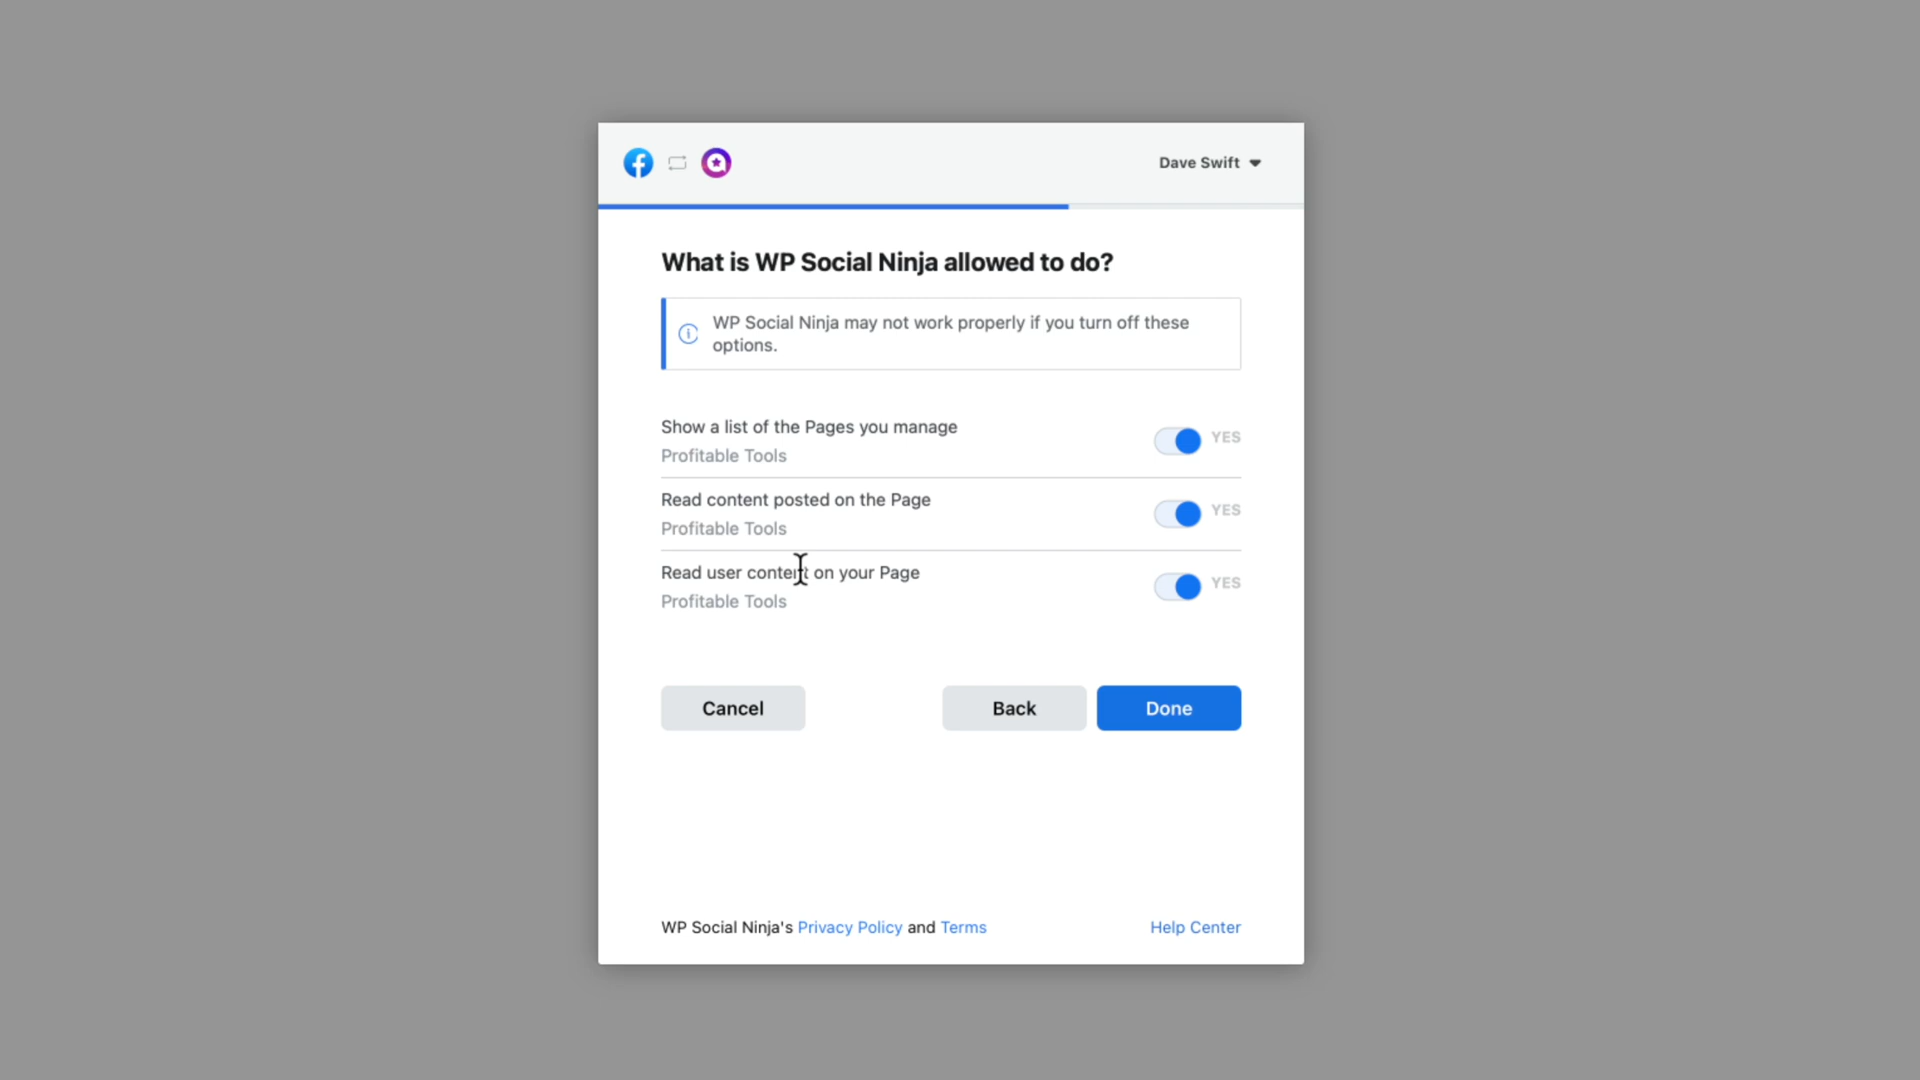 Dave Swift
What is WP Social Ninja allowed to do?
WP Social Ninja may not work properly if you turn off these
options.
Show a list of the Pages you manage
YES
Profitable Tools
Read content posted on the Page
YES
Profitable Tools
Read user content on your Page
YES
Profitable Tools
Cancel
Back
Done
WP Social Ninja's Privacy Policy and Terms
Help Center